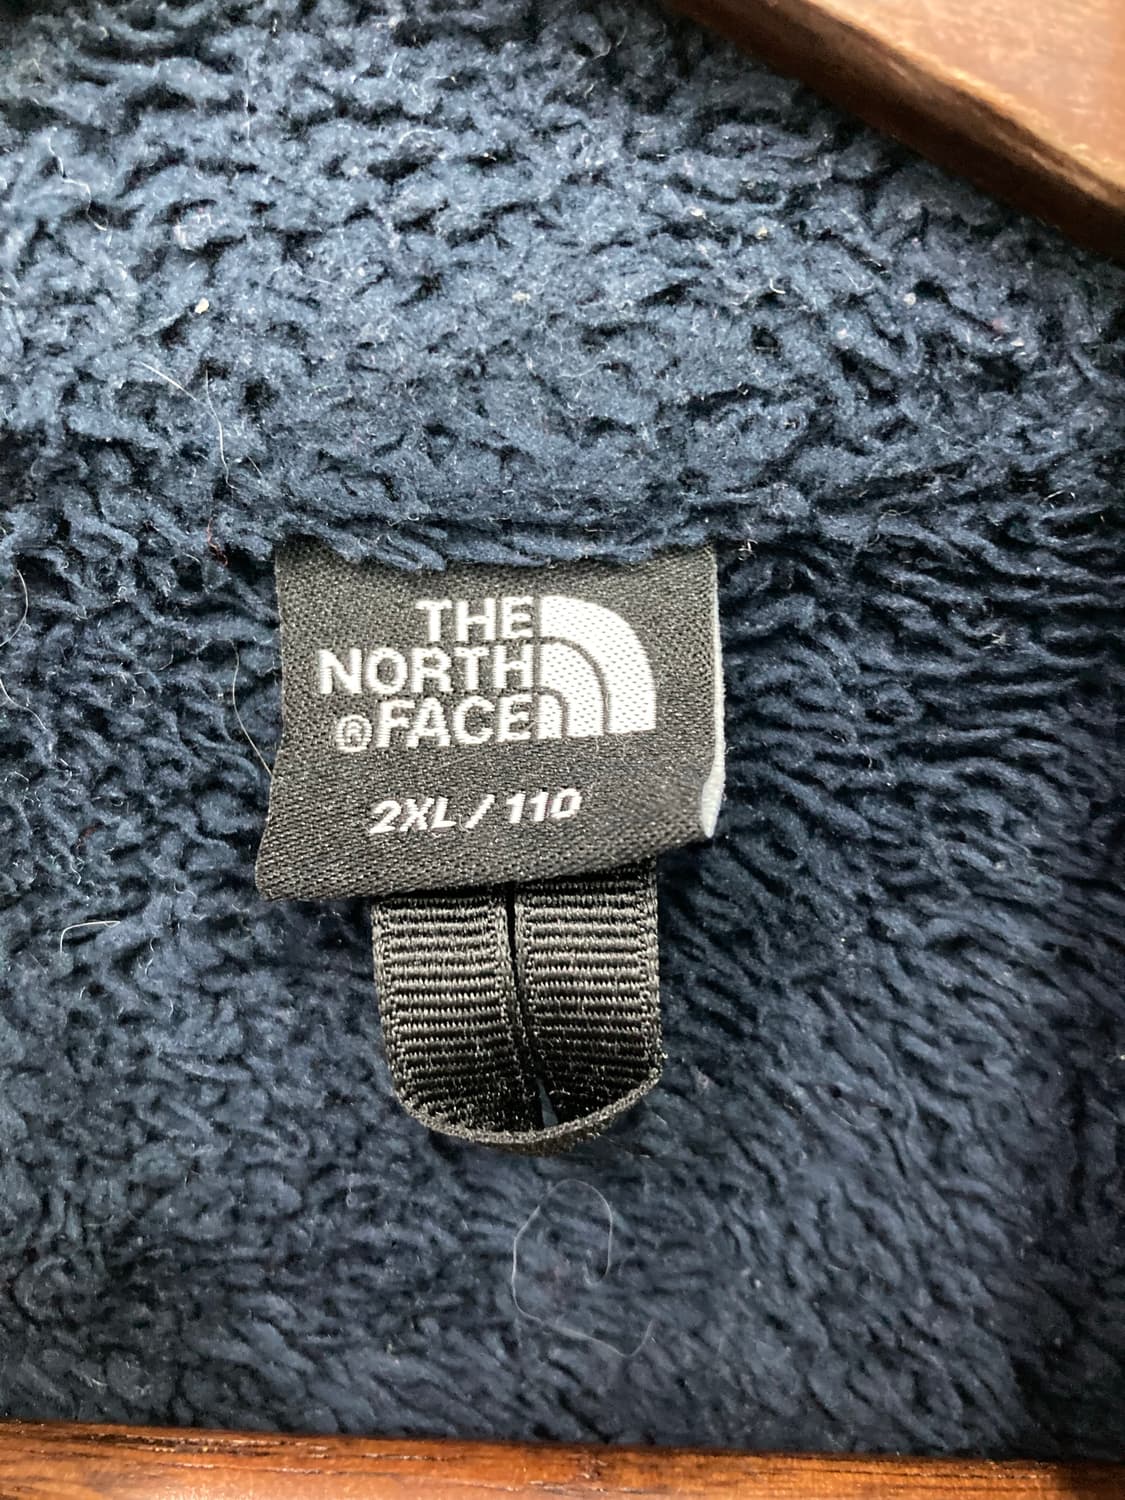 THE
NORTH
®FACE
2XL / 110